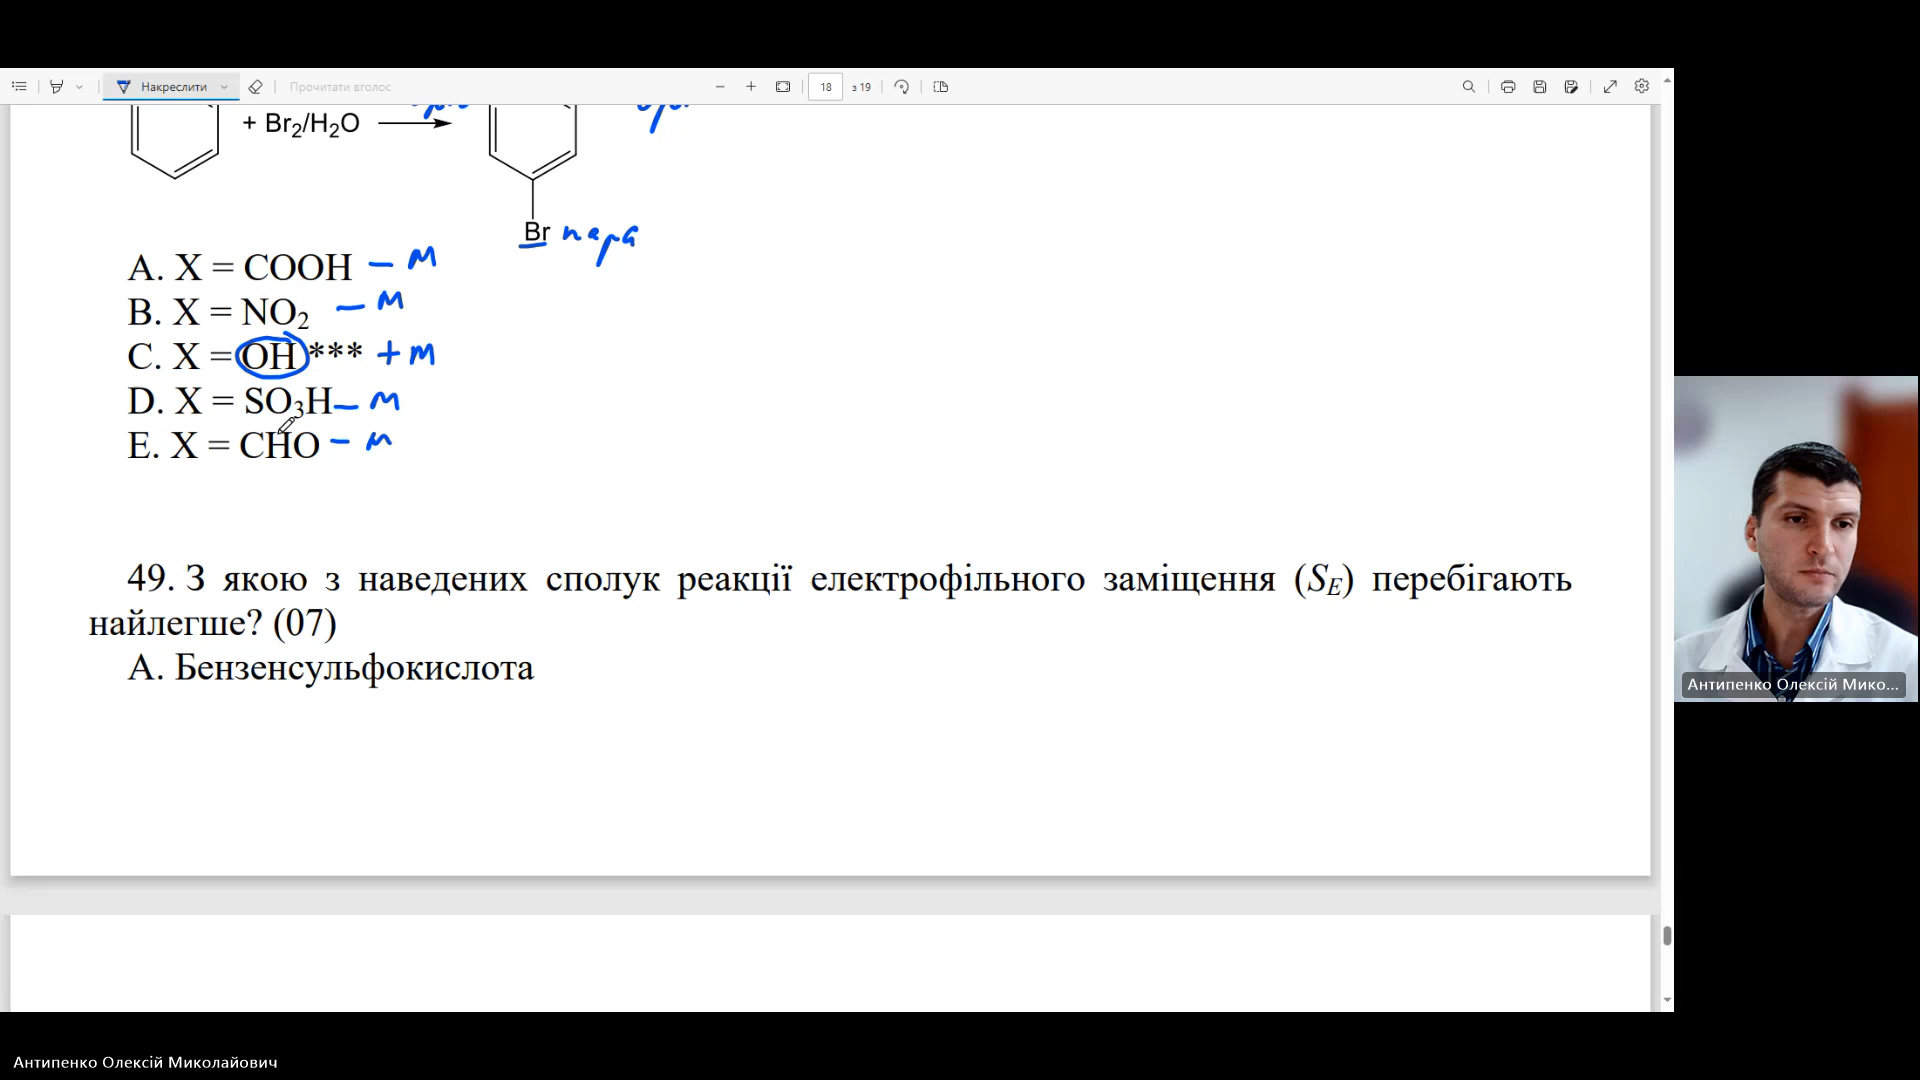 Накреслити
Прочитати вголос
18
з 19
+ Br₂/H₂O
Br пара
A. X = COOH – M
B. X = NO₂ – M
C. X = OH *** + M
D. X = SO₃H – M
E. X = CHO – M
49. З якою з наведених сполук реакції електрофільного заміщення (Sᴇ) перебігають
найлегше? (07)
А. Бензенсульфокислота
Антипенко Олексій Мико...
Антипенко Олексій Миколайович